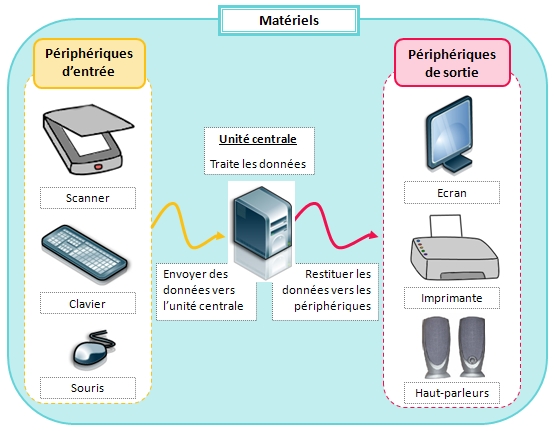 Matériels
Périphériques
d'entrée
Scanner
Clavier
Souris
Unité centrale
Traite les données
Envoyer des
données vers
l'unité centrale
Restituer les
données vers les
périphériques
Périphériques
de sortie
Ecran
Imprimante
Haut-parleurs